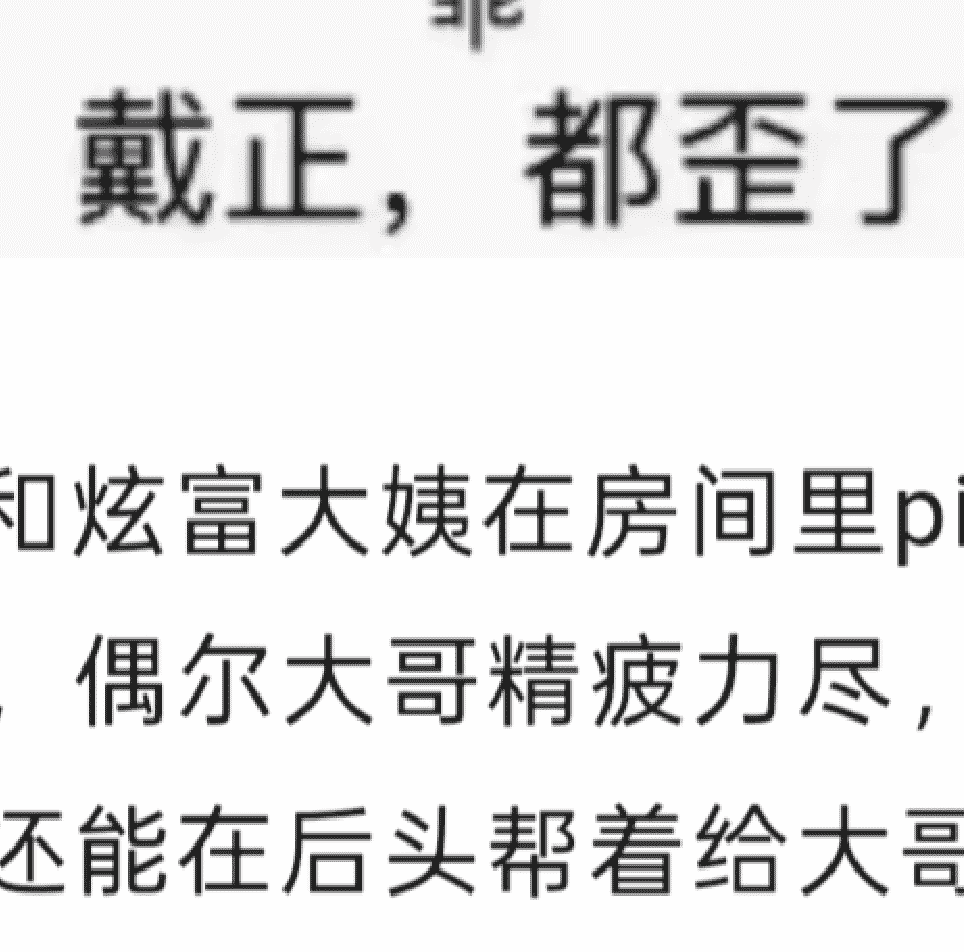 戴正，都歪了
和炫富大姨在房间里pi
，偶尔大哥精疲力尽，
还能在后头帮着给大哥